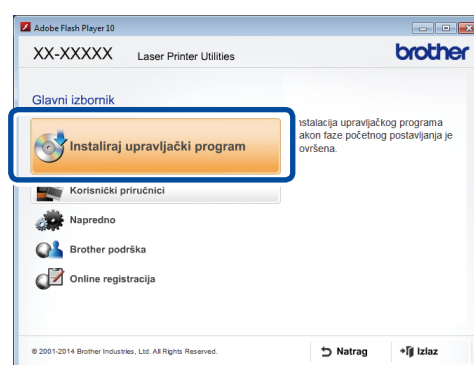 Adobe Flash Player 10
XX-XXXXX Laser Printer Utilities brother
Glavni izbornik
Instaliraj upravljački program
nstalacija upravljačkog programa
akon faze početnog postavljanja je
ovršena.
Korisnički priručnici
Napredno
Brother podrška
Online registracija
© 2001-2014 Brother Industries, Ltd. All Rights Reserved.
Natrag
Izlaz